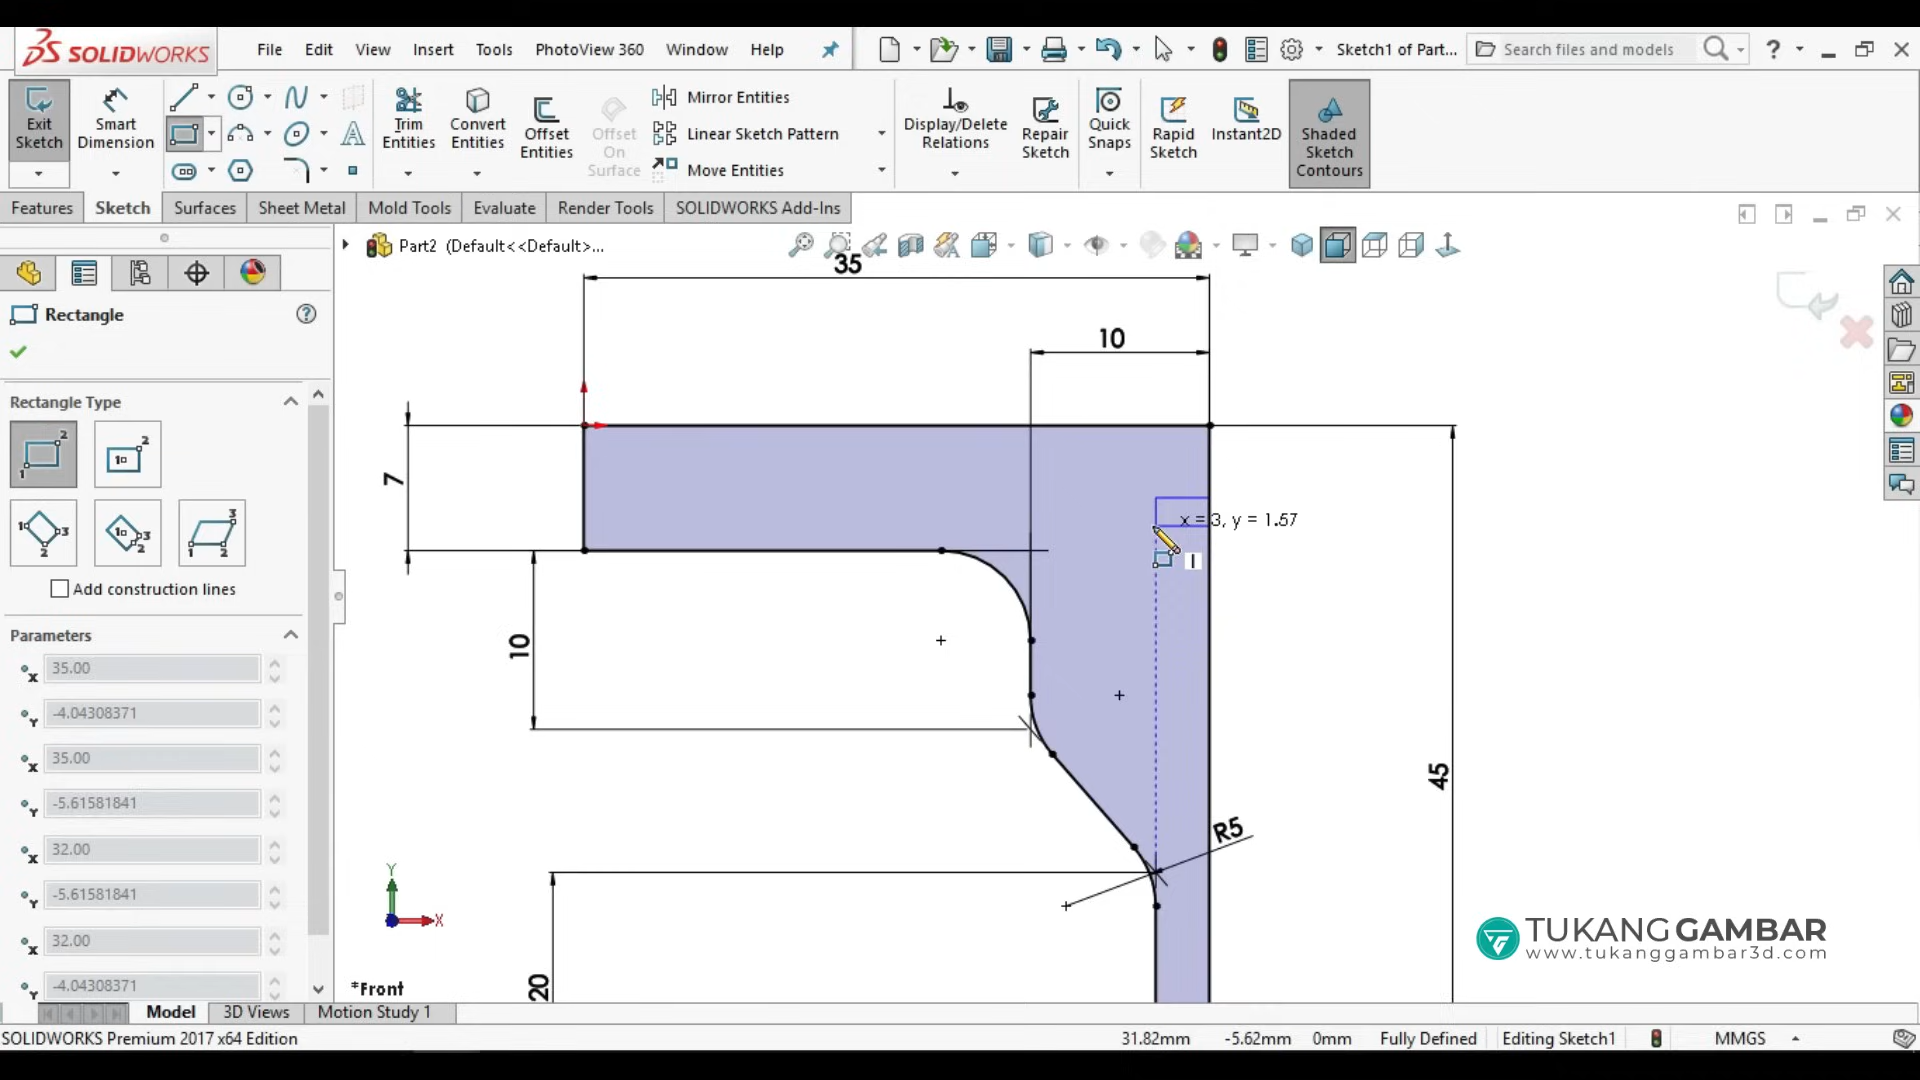 SOLIDWORKS File Edit View Insert Tools PhotoView 360 Window Help Sketch1 of Part... Search files and models ?
Exit Sketch Smart Dimension Trim Entities Convert Entities Offset Entities Offset On Surface Mirror Entities Linear Sketch Pattern Move Entities Display/Delete Relations Repair Sketch Quick Snaps Rapid Sketch Instant2D Shaded Sketch Contours
Features Sketch Surfaces Sheet Metal Mold Tools Evaluate Render Tools SOLIDWORKS Add-Ins
Part2 (Default<<Default>...
Rectangle ?
Rectangle Type
Add construction lines
Parameters
X 35.00
Y -4.04308371
X 35.00
Y -5.61581841
X 32.00
Y -5.61581841
X 32.00
Y -4.04308371
35
10
7
x = 3, y = 1.57
10
45
R5
20
Y
X
*Front
TUKANGGAMBAR
www.tukanggambar3d.com
Model 3D Views Motion Study 1
SOLIDWORKS Premium 2017 x64 Edition 31.82mm -5.62mm 0mm Fully Defined Editing Sketch1 MMGS